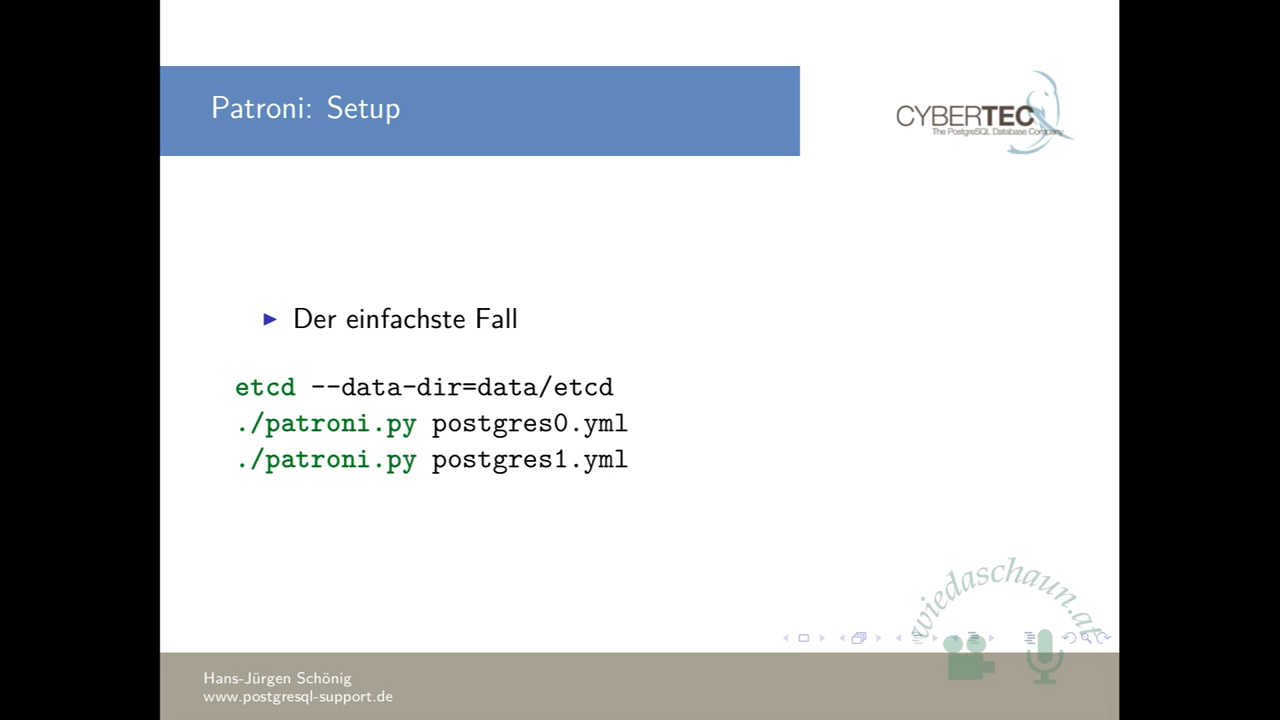 Patroni: Setup
CYBERTEC
The PostgreSQL Database Company
▶ Der einfachste Fall
etcd --data-dir=data/etcd
./patroni.py postgres0.yml
./patroni.py postgres1.yml
wiedaschaun.at
Hans-Jürgen Schönig
www.postgresql-support.de